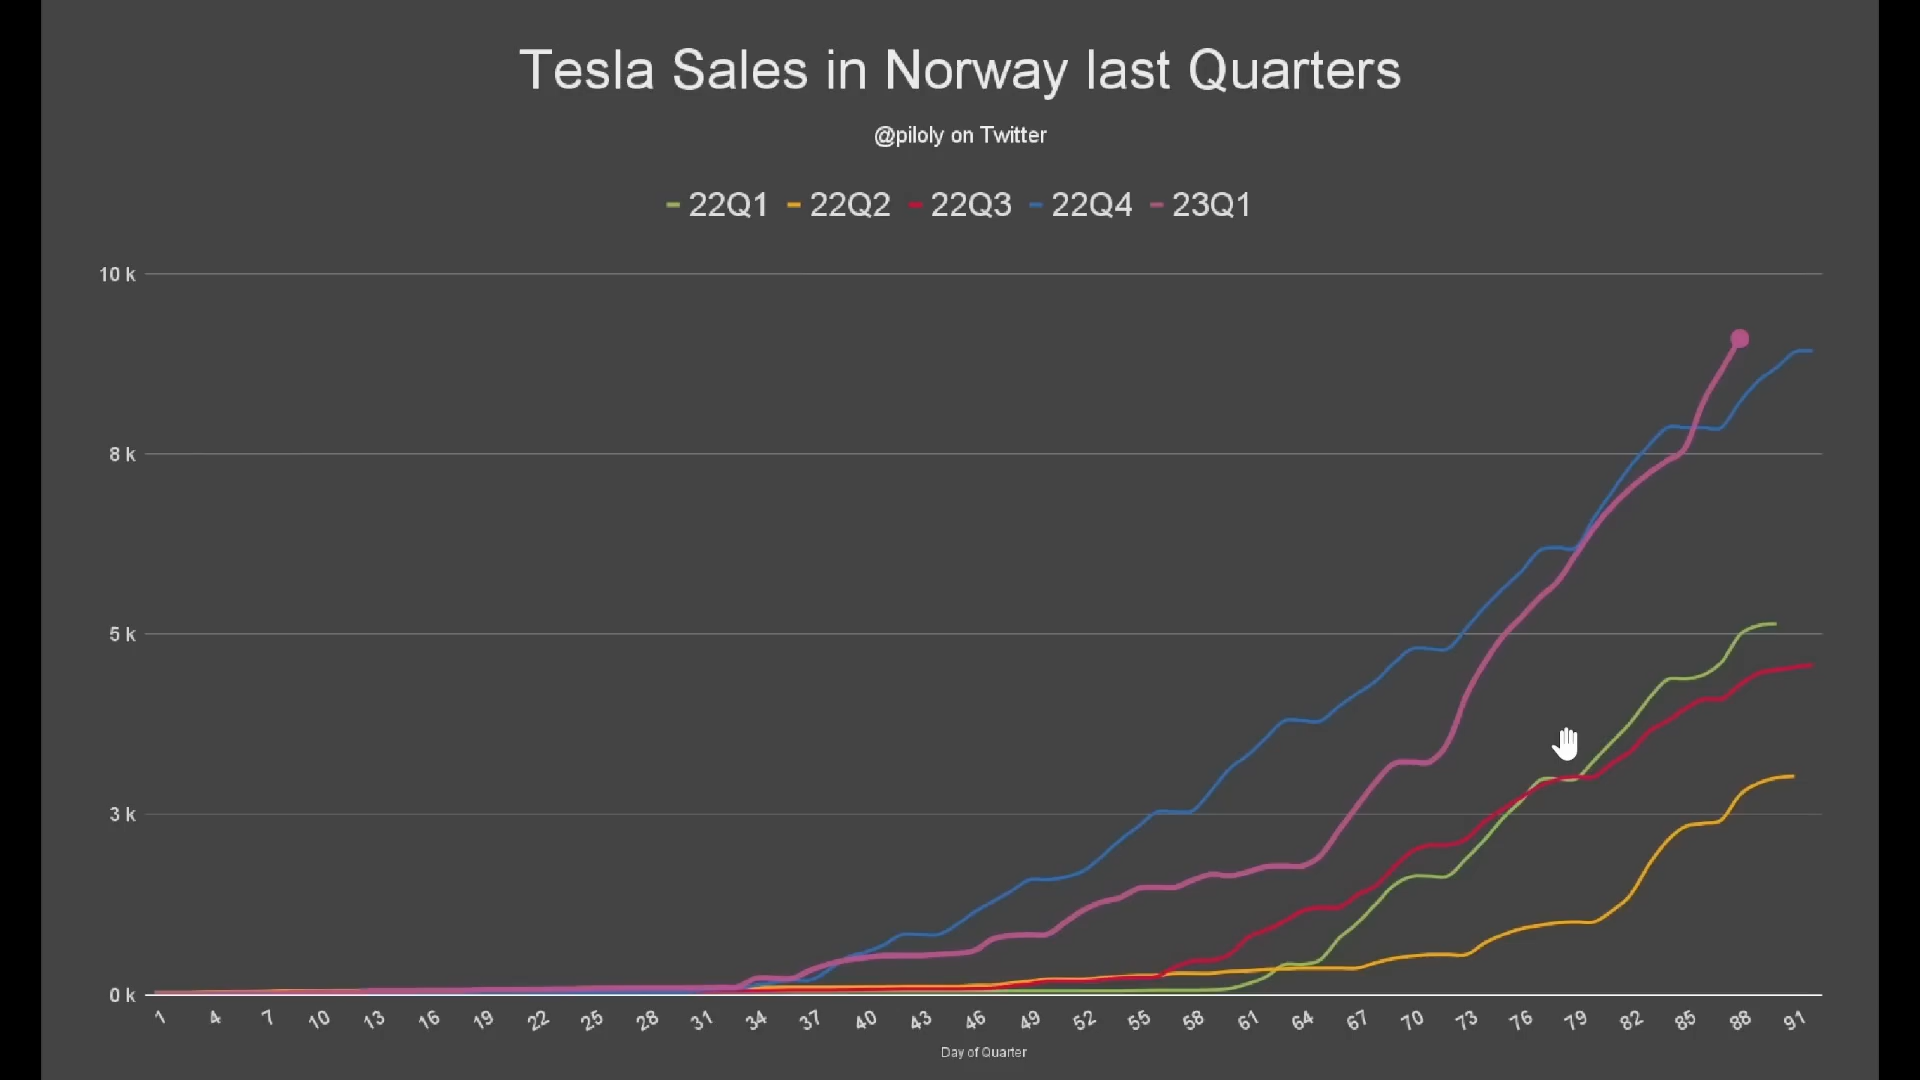 Tesla Sales in Norway last Quarters
@piloly on Twitter
22Q1 22Q2 22Q3 22Q4 23Q1
10 k
8 k
5 k
3 k
0 k
1 4 7 10 13 16 19 22 25 28 31 34 37 40 43 46 49 52 55 58 61 64 67 70 73 76 79 82 85 88 91
Day of Quarter